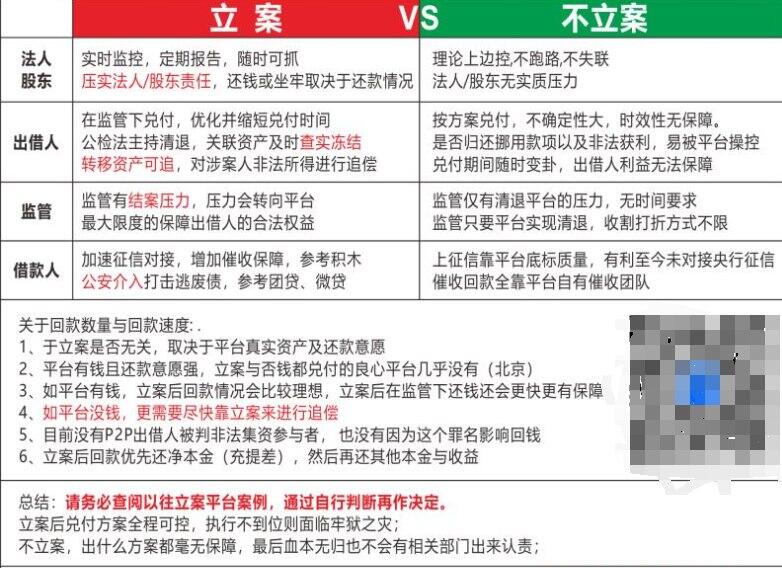 立案 VS 不立案
法人
股东
实时监控，定期报告，随时可抓
压实法人/股东责任，还钱或坐牢取决于还款情况
理论上边控,不跑路,不失联
法人/股东无实质压力
出借人
在监管下兑付，优化并缩短兑付时间
公检法主持清退，关联资产及时查实冻结
转移资产可追，对涉案人非法所得进行追偿
按方案兑付，不确定性大，时效性无保障。
是否归还挪用款项以及非法获利，易被平台操控
兑付期间随时变卦，出借人利益无法保障
监管
监管有结案压力，压力会转向平台
最大限度的保障出借人的合法权益
监管仅有清退平台的压力，无时间要求
监管只要平台实现清退，收割打折方式不限
借款人
加速征信对接，增加催收保障，参考积木
公安介入打击逃废债，参考团贷、微贷
上征信靠平台底标质量，有利至今未对接央行征信
催收回款全靠平台自有催收团队
关于回款数量与回款速度:.
1、于立案是否无关，取决于平台真实资产及还款意愿
2、平台有钱且还款意愿强，立案与否钱都兑付的良心平台几乎没有（北京）
3、如平台有钱，立案后回款情况会比较理想，立案后在监管下还钱还会更快更有保障
4、如平台没钱，更需要尽快靠立案来进行追偿
5、目前没有P2P出借人被判非法集资参与者， 也没有因为这个罪名影响回钱
6、立案后回款优先还净本金（充提差），然后再还其他本金与收益
总结：请务必查阅以往立案平台案例，通过自行判断再作决定。
立案后兑付方案全程可控，执行不到位则面临牢狱之灾；
不立案，出什么方案都毫无保障，最后血本无归也不会有相关部门出来认责；